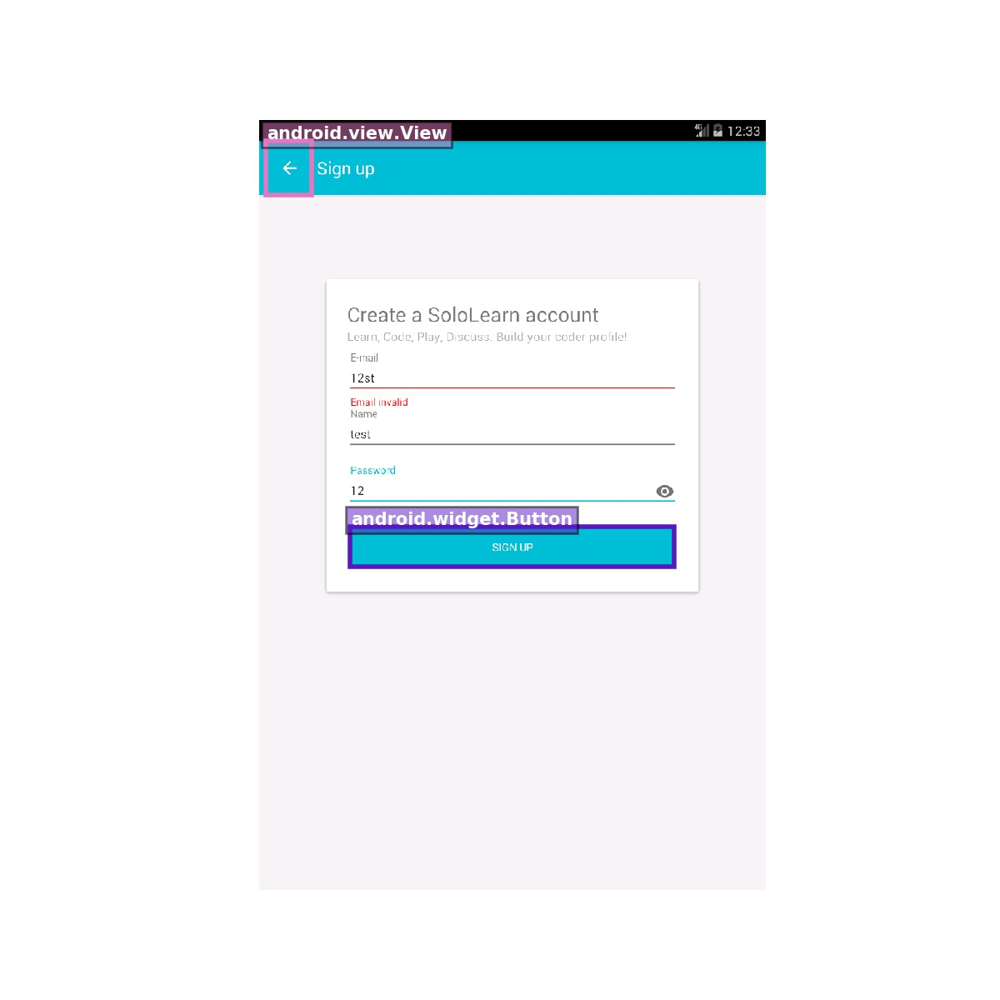 android.view.View
4G 12:33
Sign up
Create a SoloLearn account
Learn, Code, Play, Discuss. Build your coder profile!
E-mail
12st
Email invalid
Name
test
Password
12
android.widget.Button
SIGN UP